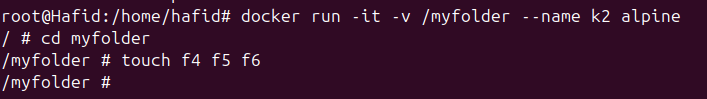 root@Hafid:/home/hafid# docker run -it -v /myfolder --name k2 alpine
/ # cd myfolder
/myfolder # touch f4 f5 f6
/myfolder #